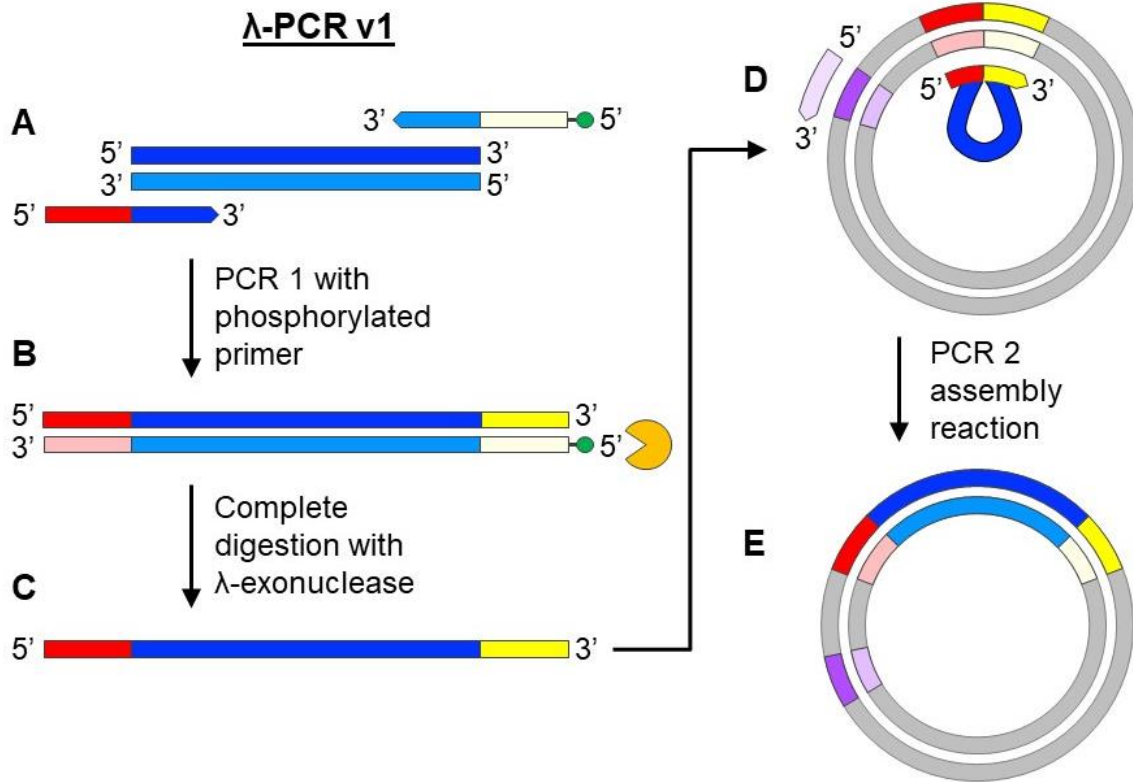 λ-PCR v1
A
3’
5’
5’
3’
3’
5’
5’
3’
PCR 1 with
phosphorylated
primer
B
5’
3’
3’
5’
Complete
digestion with
λ-exonuclease
C
5’
3’
D
5’
3’
5’
3’
PCR 2
assembly
reaction
E